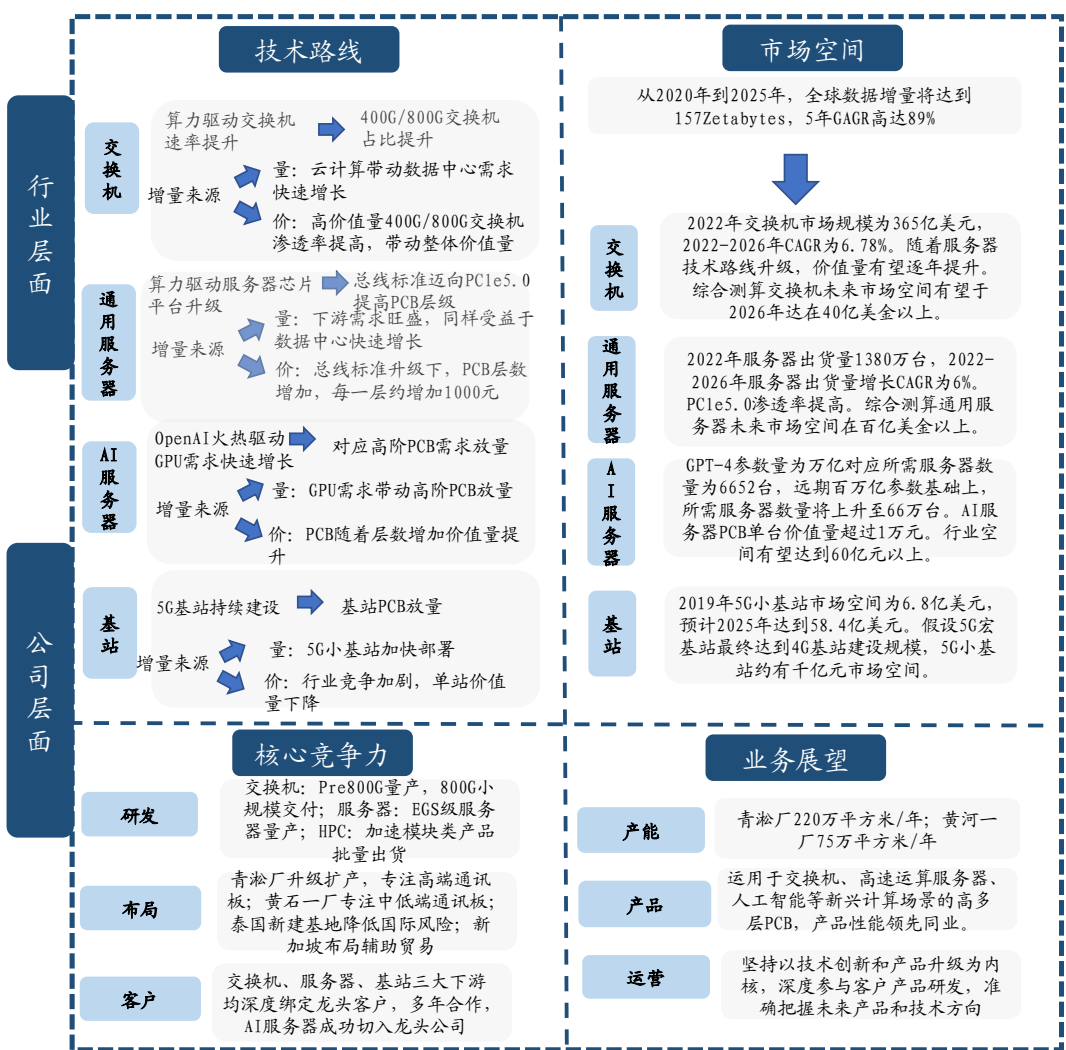 技术路线
市场空间
行业层面
公司层面
交换机
算力驱动交换机
速率提升
400G/800G交换机
占比提升
增量来源
量：云计算带动数据中心需求
快速增长
价：高价值量400G/800G交换机
渗透率提高，带动整体价值量
通用服务器
算力驱动服务器芯片
平台升级
总线标准迈向PCle5.0
提高PCB层级
增量来源
量：下游需求旺盛，同样受益于
数据中心快速增长
价：总线标准升级下，PCB层数
增加，每一层约增加1000元
AI服务器
OpenAI火热驱动
GPU需求快速增长
对应高阶PCB需求放量
增量来源
量：GPU需求带动高阶PCB放量
价：PCB随着层数增加价值量提
升
基站
5G基站持续建设
基站PCB放量
增量来源
量：5G小基站加快部署
价：行业竞争加剧，单站价值
量下降
从2020年到2025年，全球数据增量将达到
157Zetabytes，5年GAGR高达89%
交换机
2022年交换机市场规模为365亿美元，
2022-2026年CAGR为6.78%。随着服务器
技术路线升级，价值量有望逐年提升。
综合测算交换机未来市场空间有望于
2026年达在40亿美金以上。
通用服务器
2022年服务器出货量1380万台，2022-
2026年服务器出货量增长CAGR为6%。
PCle5.0渗透率提高。综合测算通用服
务器未来市场空间在百亿美金以上。
AI服务器
GPT-4参数量为万亿对应所需服务器数
量为6652台，远期百万亿参数基础上，
所需服务器数量将上升至66万台。AI服
务器PCB单台价值量超过1万元。行业空
间有望达到60亿元以上。
基站
2019年5G小基站市场空间为6.8亿美元，
预计2025年达到58.4亿美元。假设5G宏
基站最终达到4G基站建设规模，5G小基
站约有千亿元市场空间。
核心竞争力
研发
交换机：Pre800G量产，800G小
规模交付；服务器：EGS级服务
器量产；HPC：加速模块类产品
批量出货
布局
青淞厂升级扩产，专注高端通讯
板；黄石一厂专注中低端通讯板；
泰国新建基地降低国际风险；新
加坡布局辅助贸易
客户
交换机、服务器、基站三大下游
均深度绑定龙头客户，多年合作，
AI服务器成功切入龙头公司
业务展望
产能
青淞厂220万平方米/年；黄河一
厂75万平方米/年
产品
运用于交换机、高速运算服务器、
人工智能等新兴计算场景的高多
层PCB，产品性能领先同业。
运营
坚持以技术创新和产品升级为内
核，深度参与客户产品研发，准
确把握未来产品和技术方向